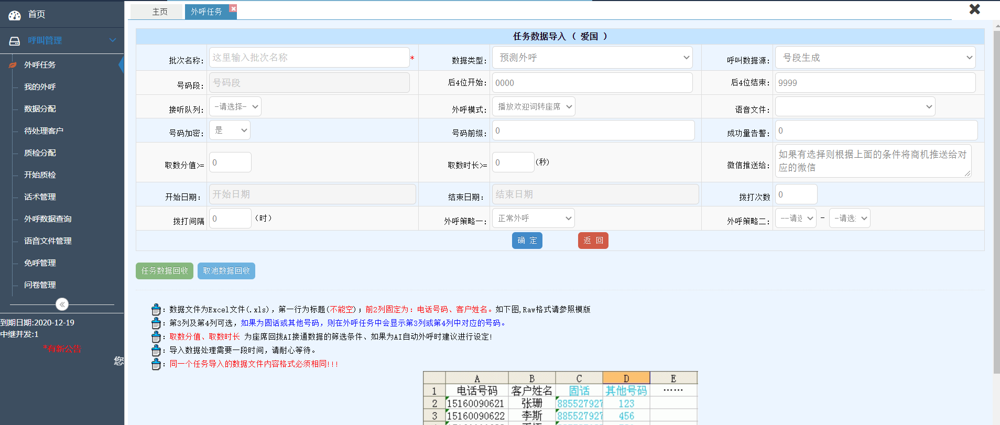 首页
呼叫管理
外呼任务
我的外呼
数据分配
待处理客户
质检分配
开始质检
话术管理
外呼数据查询
语音文件管理
免呼管理
问卷管理
到期日期:2020-12-19
中继并发:1
*有新公告
您
主页 外呼任务
任务数据导入 ( 爱国 )
批次名称: 这里输入批次名称 * 数据类型: 预测外呼 呼叫数据源: 号段生成
号码段: 号码段 后4位开始: 0000 后4位结束: 9999
接听队列: -请选择- 外呼模式: 播放欢迎词转座席 语音文件:
号码加密: 是 号码前缀: 0 成功量告警: 0
取数分值>= 0 取数时长>= 0 (秒) 微信推送给: 如果有选择则根据上面的条件将商机推送给对
应的微信
开始日期: 开始日期 结束日期: 结束日期 拨打次数 0
拨打间隔 0 (时) 外呼策略一: 正常外呼 外呼策略二: --请选 - -请选
确 定 返 回
任务数据回收 取池数据回收
: 数据文件为Excel文件(.xls),第一行为标题(不能空);前2列固定为: 电话号码、客户姓名。如下图,Raw格式请参照模版
: 第3列及第4列可选,如果为固话或其他号码,则在外呼任务中会显示第3列或第4列中对应的号码。
: 取数分值、取数时长 为座席回拨AI接通数据的筛选条件、如果为AI自动外呼时建议进行设定!
: 导入数据处理需要一段时间,请耐心等待。
: 同一个任务导入的数据文件内容格式必须相同!!!
A B C D E
1 电话号码 客户姓名 固话 其他号码 ……
2 15160090621 张珊 885527927 123
3 15160090622 李斯 885527927 456